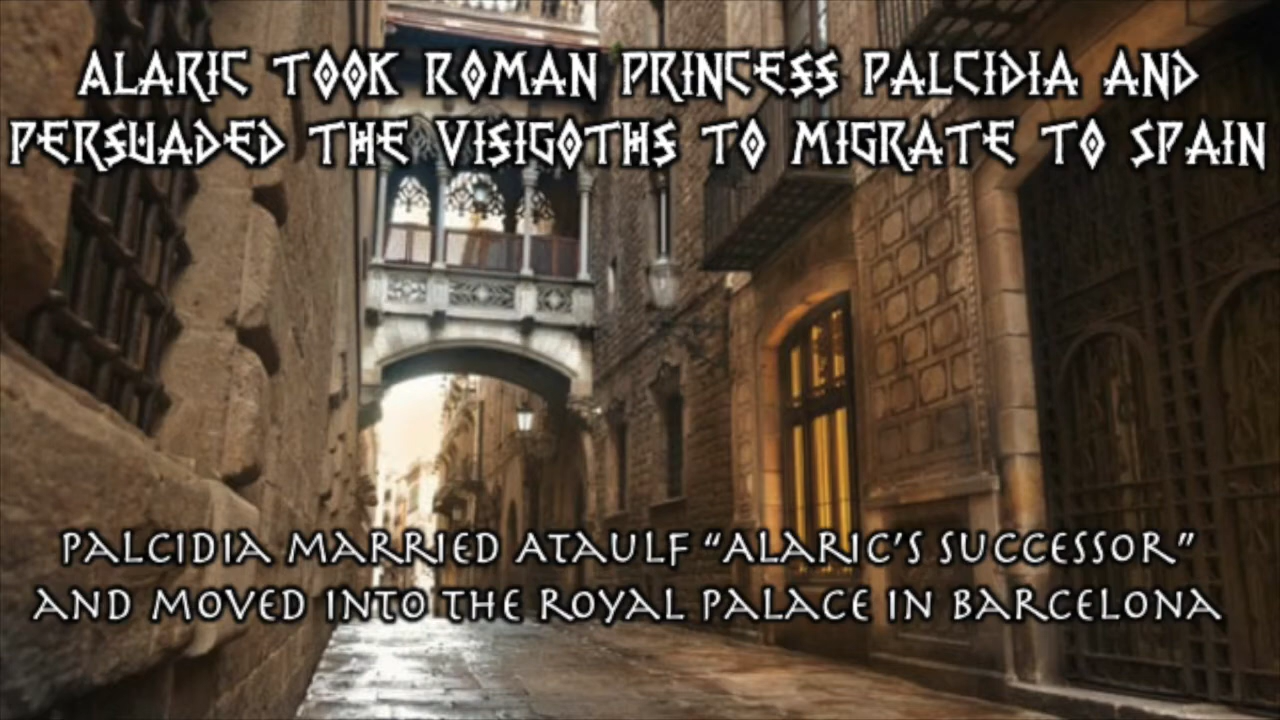 ALARIC TOOK ROMAN PRINCESS PALCIDIA AND
PERSUADED THE VISIGOTHS TO MIGRATE TO SPAIN
PALCIDIA MARRIED ATAULF “ALARIC’S SUCCESSOR”
AND MOVED INTO THE ROYAL PALACE IN BARCELONA